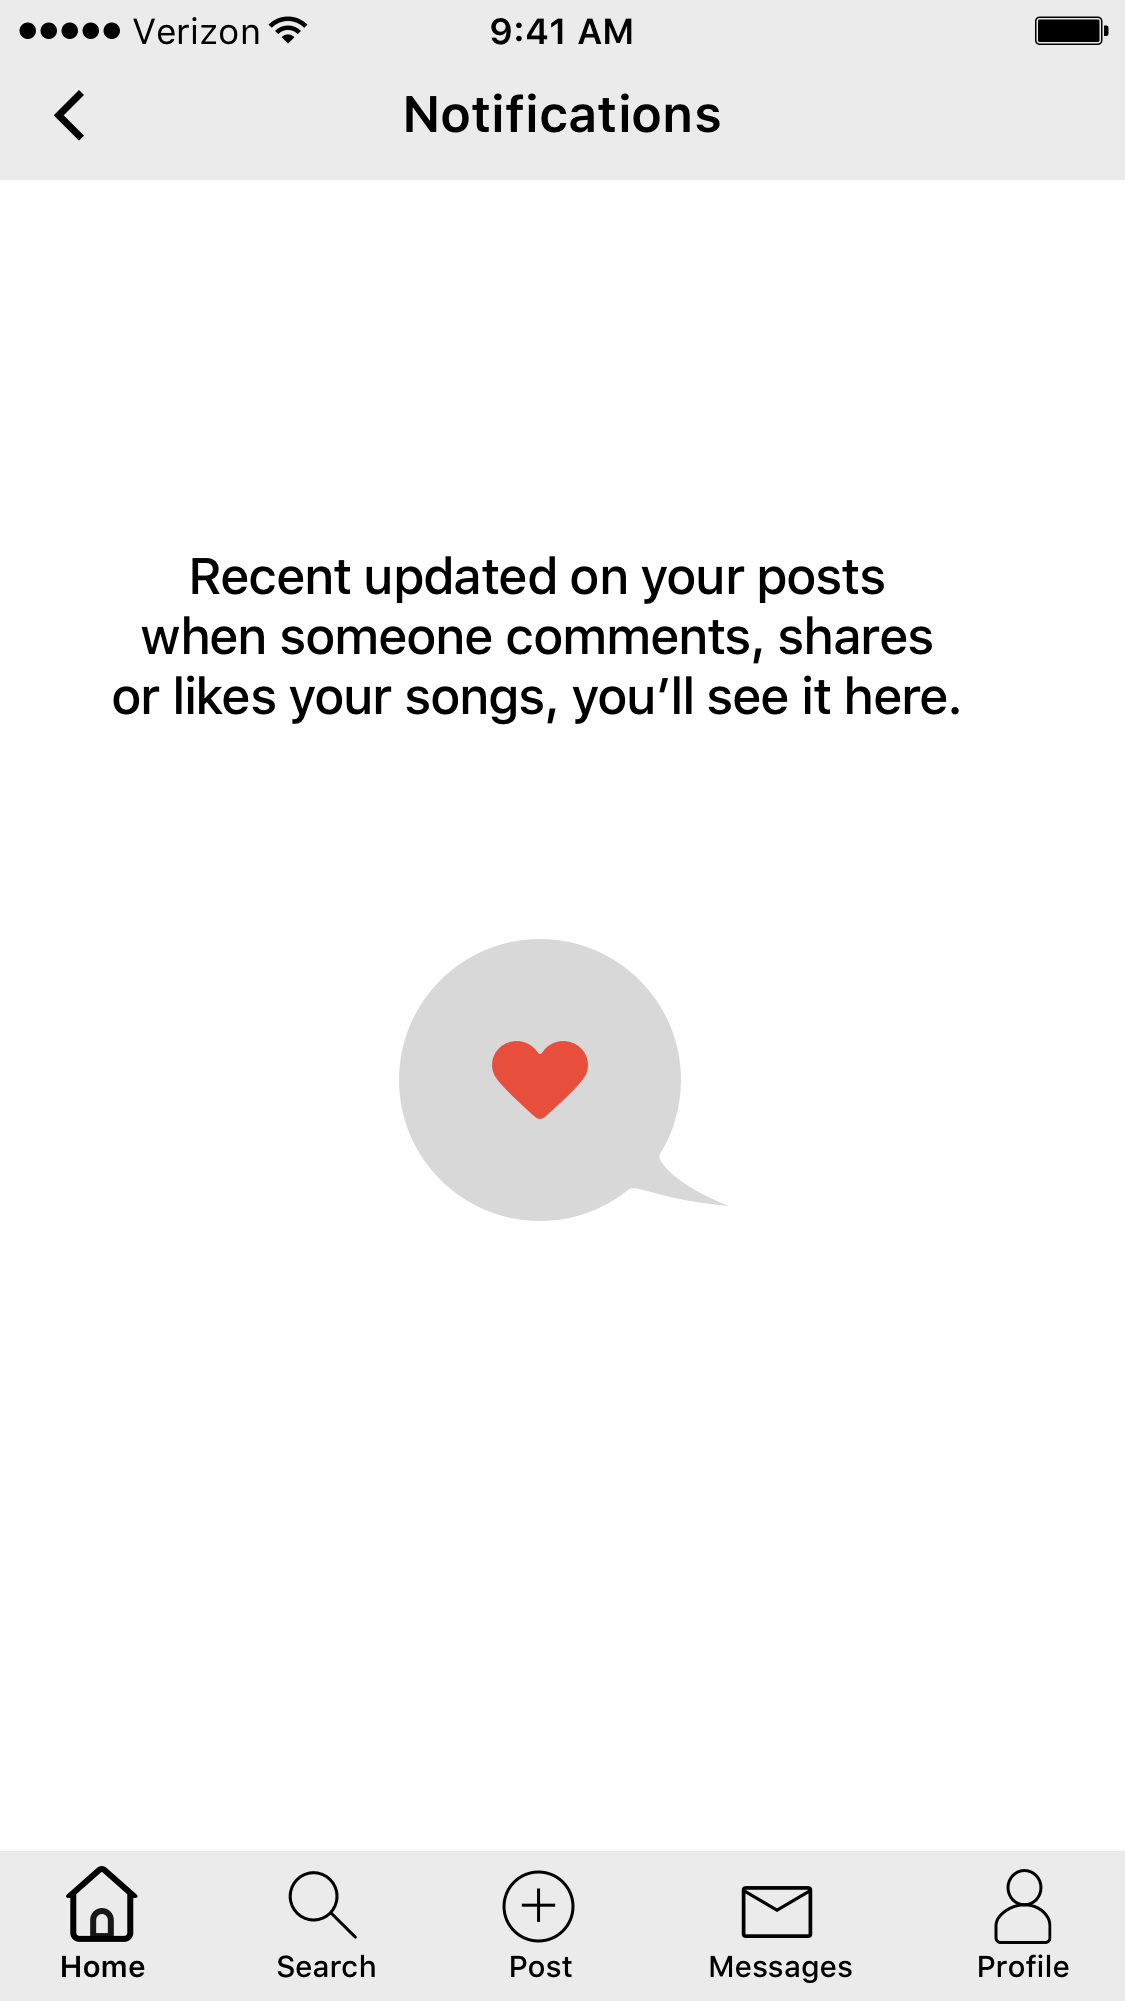 Verizon 9:41 AM
Notifications
Recent updated on your posts
when someone comments, shares
or likes your songs, you’ll see it here.
Home Search Post Messages Profile